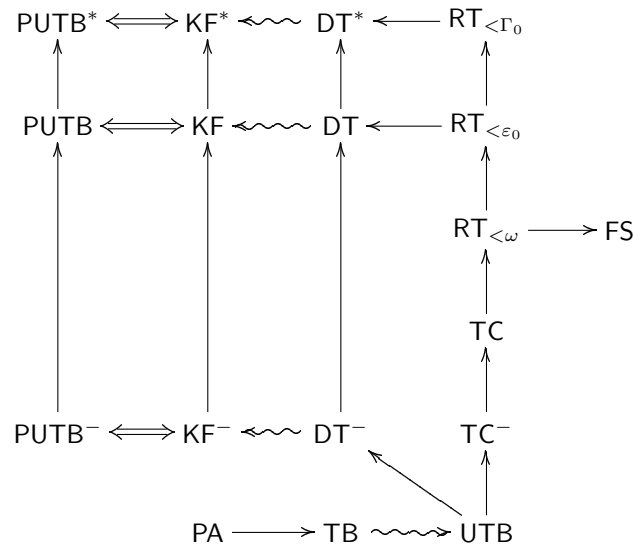 PUTB* KF* DT* RT<Γ₀
PUTB KF DT RT<ε₀
RT<ω FS
TC
PUTB⁻ KF⁻ DT⁻ TC⁻
PA TB UTB